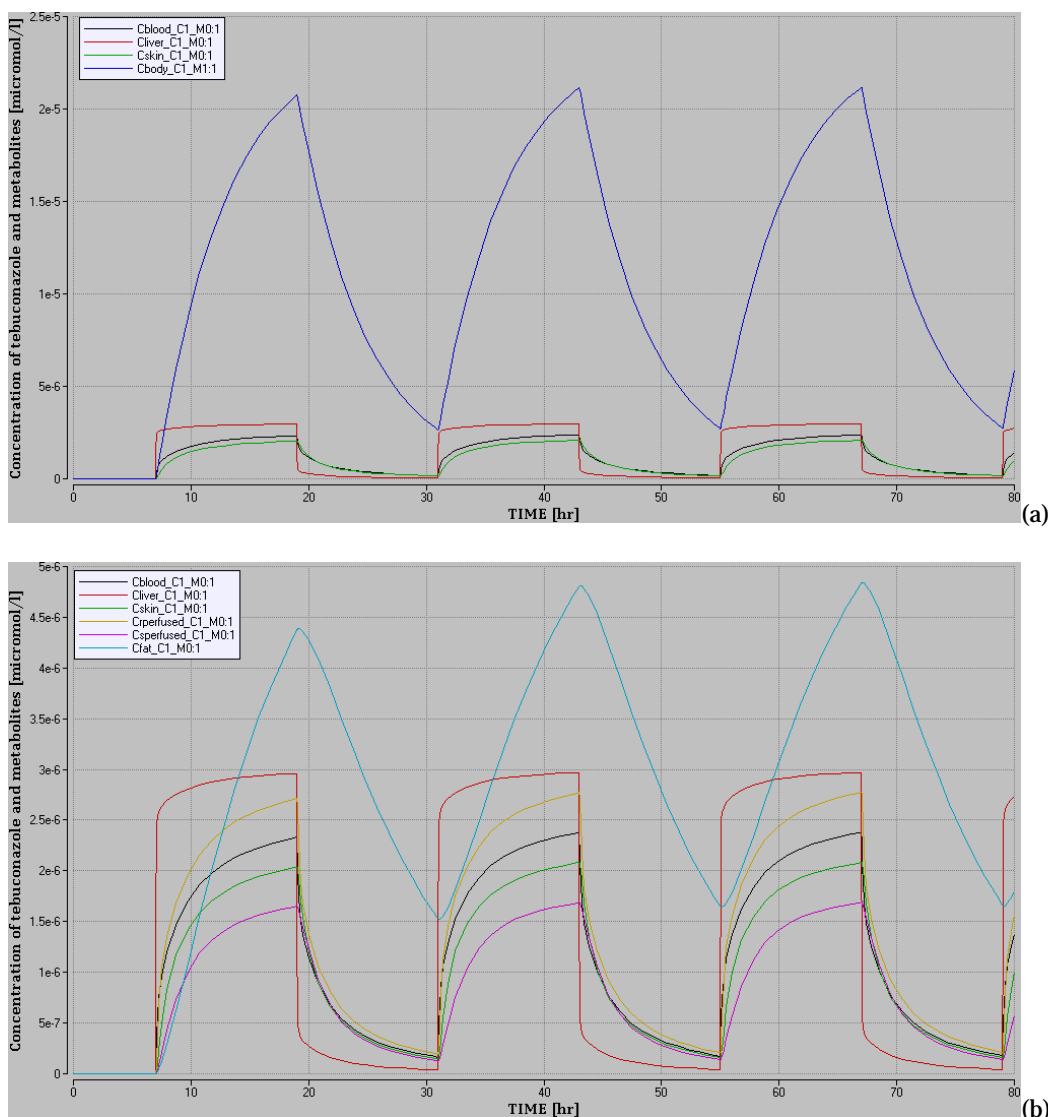 2.5e-5
2e-5
1.5e-5
1e-5
5e-6
0
Concentration of tebuconazole and metabolites [micromol/l]
Cblood_C1_M0:1
Cliver_C1_M0:1
Cskin_C1_M0:1
Cbody_C1_M1:1
0 10 20 30 40 50 60 70 80
TIME [hr]
(a)
5e-6
4.5e-6
4e-6
3.5e-6
3e-6
2.5e-6
2e-6
1.5e-6
1e-6
5e-7
0
Concentration of tebuconazole and metabolites [micromol/l]
Cblood_C1_M0:1
Cliver_C1_M0:1
Cskin_C1_M0:1
Crperfused_C1_M0:1
Csperfused_C1_M0:1
Cfat_C1_M0:1
0 10 20 30 40 50 60 70 80
TIME [hr]
(b)